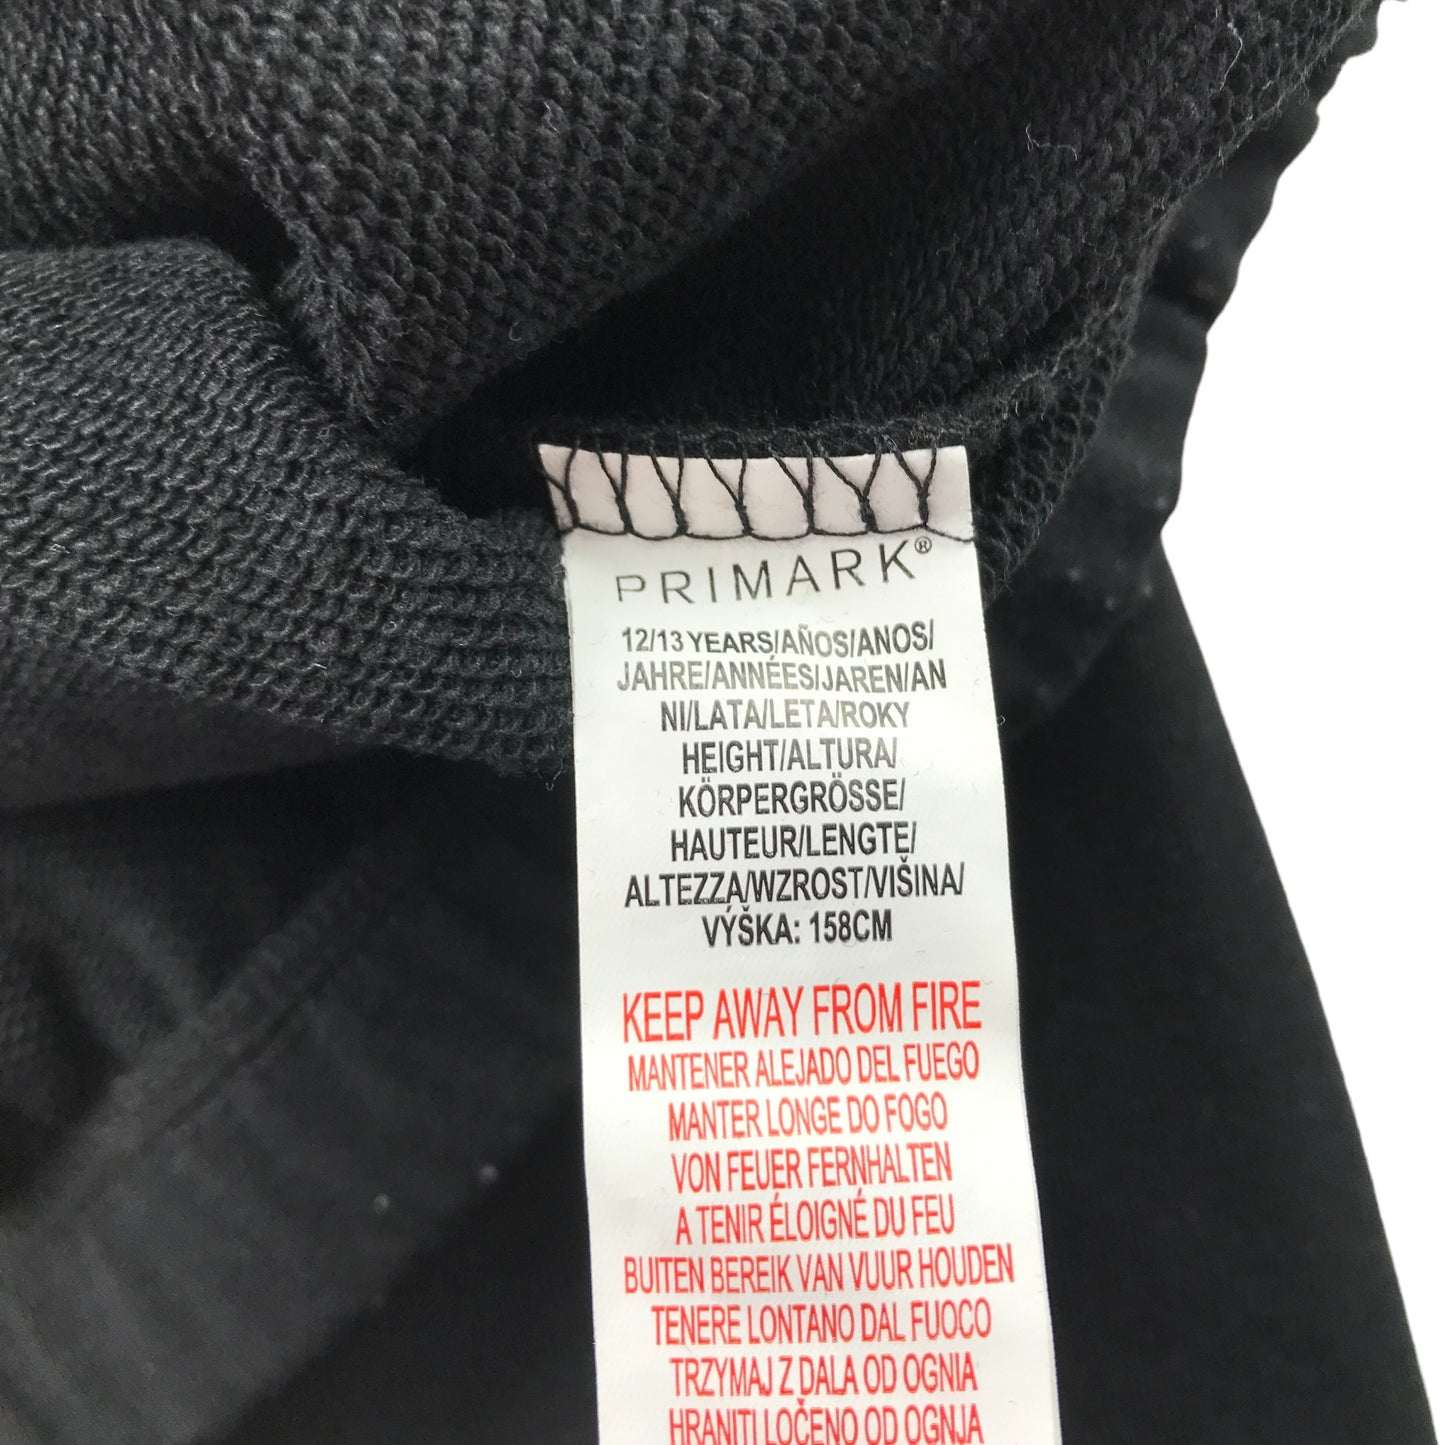 PRIMARK®
12/13 YEARS/AÑOS/ANOS/
JAHRE/ANNÉES/JAREN/AN
NI/LATA/LETA/ROKY
HEIGHT/ALTURA/
KÖRPERGRÖSSE/
HAUTEUR/LENGTE/
ALTEZZA/WZROST/VIŠINA/
VÝŠKA: 158CM
KEEP AWAY FROM FIRE
MANTENER ALEJADO DEL FUEGO
MANTER LONGE DO FOGO
VON FEUER FERNHALTEN
A TENIR ÉLOIGNÉ DU FEU
BUITEN BEREIK VAN VUUR HOUDEN
TENERE LONTANO DAL FUOCO
TRZYMAJ Z DALA OD OGNIA
HRANITI LOČENO OD OGNJA